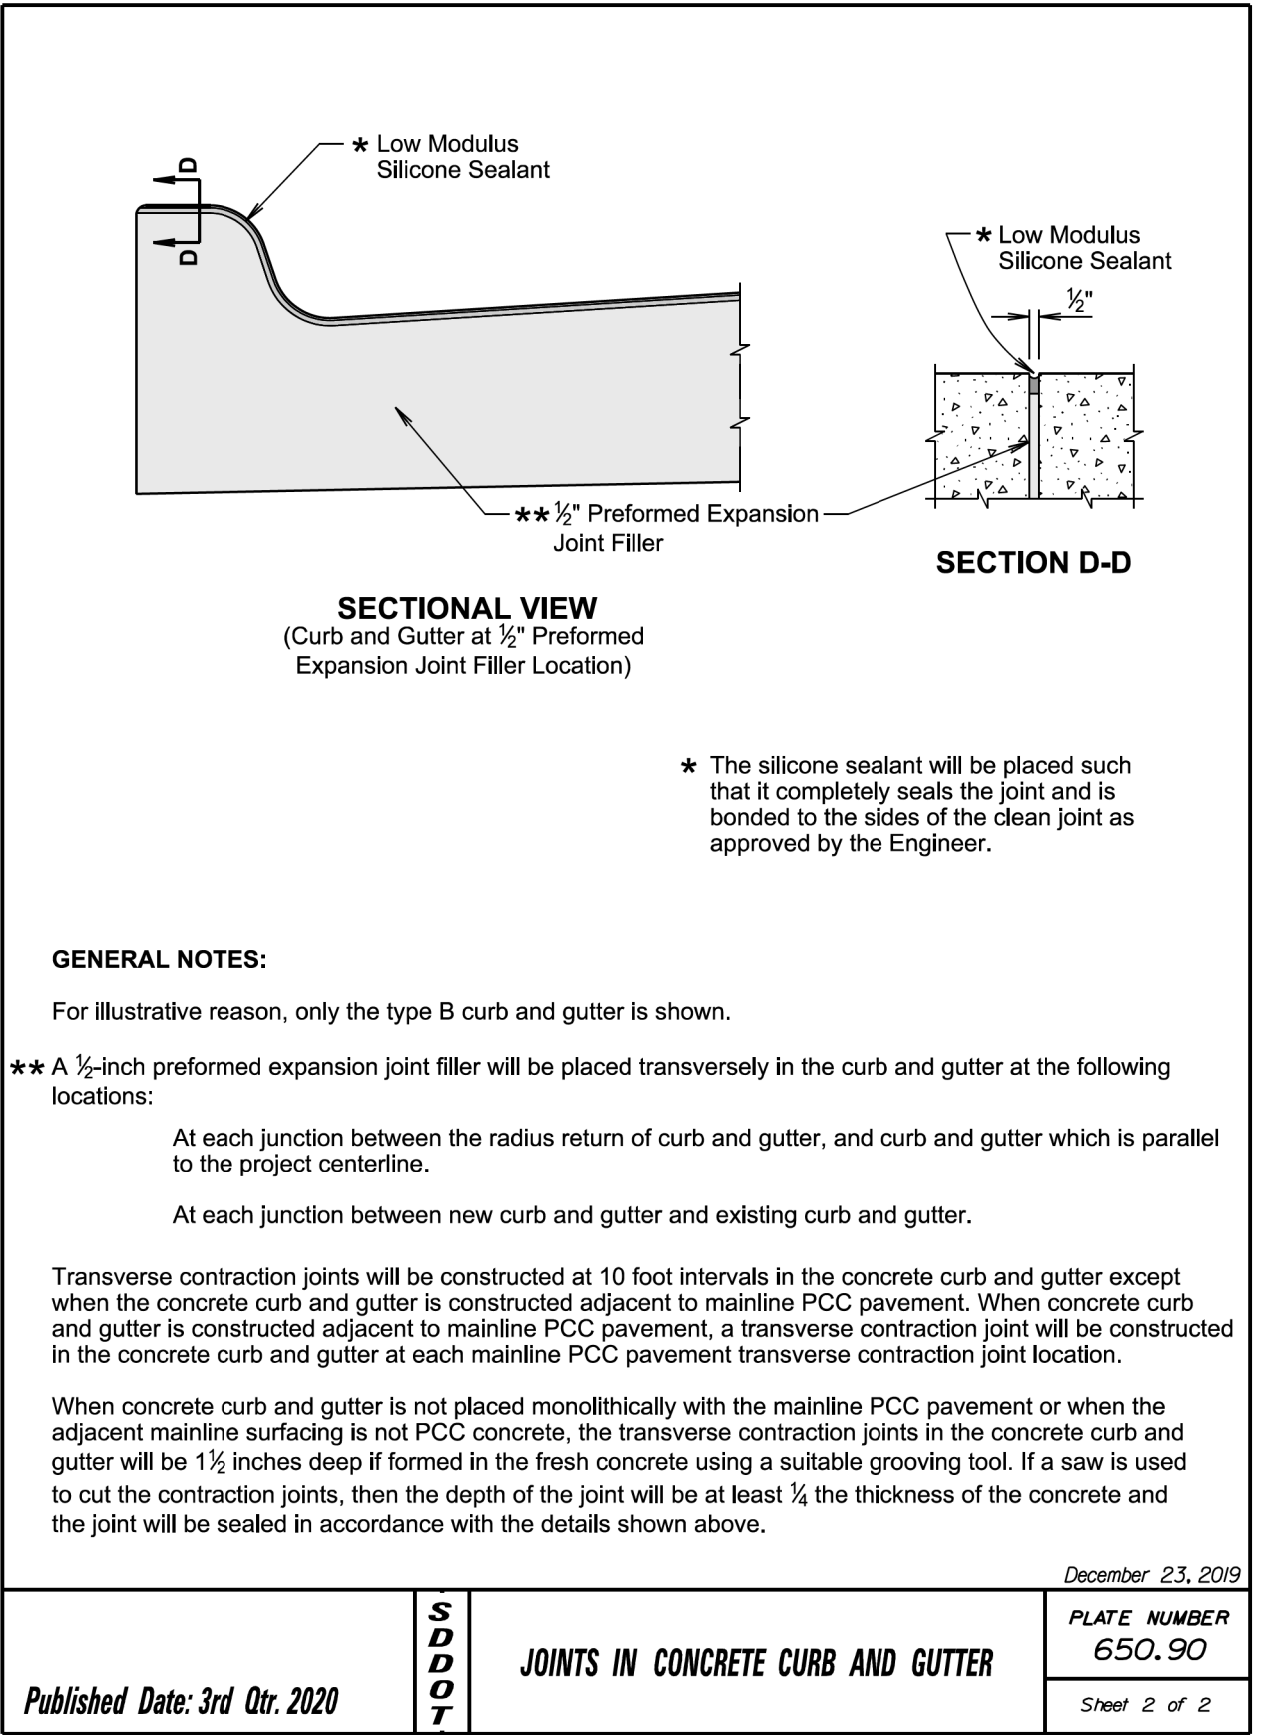 D
D
* Low Modulus
Silicone Sealant
* Low Modulus
Silicone Sealant
½"
** ½" Preformed Expansion
Joint Filler
SECTION D-D
SECTIONAL VIEW
(Curb and Gutter at ½" Preformed
Expansion Joint Filler Location)
* The silicone sealant will be placed such
that it completely seals the joint and is
bonded to the sides of the clean joint as
approved by the Engineer.
GENERAL NOTES:
For illustrative reason, only the type B curb and gutter is shown.
** A ½-inch preformed expansion joint filler will be placed transversely in the curb and gutter at the following
locations:
At each junction between the radius return of curb and gutter, and curb and gutter which is parallel
to the project centerline.
At each junction between new curb and gutter and existing curb and gutter.
Transverse contraction joints will be constructed at 10 foot intervals in the concrete curb and gutter except
when the concrete curb and gutter is constructed adjacent to mainline PCC pavement. When concrete curb
and gutter is constructed adjacent to mainline PCC pavement, a transverse contraction joint will be constructed
in the concrete curb and gutter at each mainline PCC pavement transverse contraction joint location.
When concrete curb and gutter is not placed monolithically with the mainline PCC pavement or when the
adjacent mainline surfacing is not PCC concrete, the transverse contraction joints in the concrete curb and
gutter will be 1½ inches deep if formed in the fresh concrete using a suitable grooving tool. If a saw is used
to cut the contraction joints, then the depth of the joint will be at least ¼ the thickness of the concrete and
the joint will be sealed in accordance with the details shown above.
December 23, 2019
Published Date: 3rd Qtr. 2020
S
D
D
O
T
JOINTS IN CONCRETE CURB AND GUTTER
PLATE NUMBER
650.90
Sheet 2 of 2